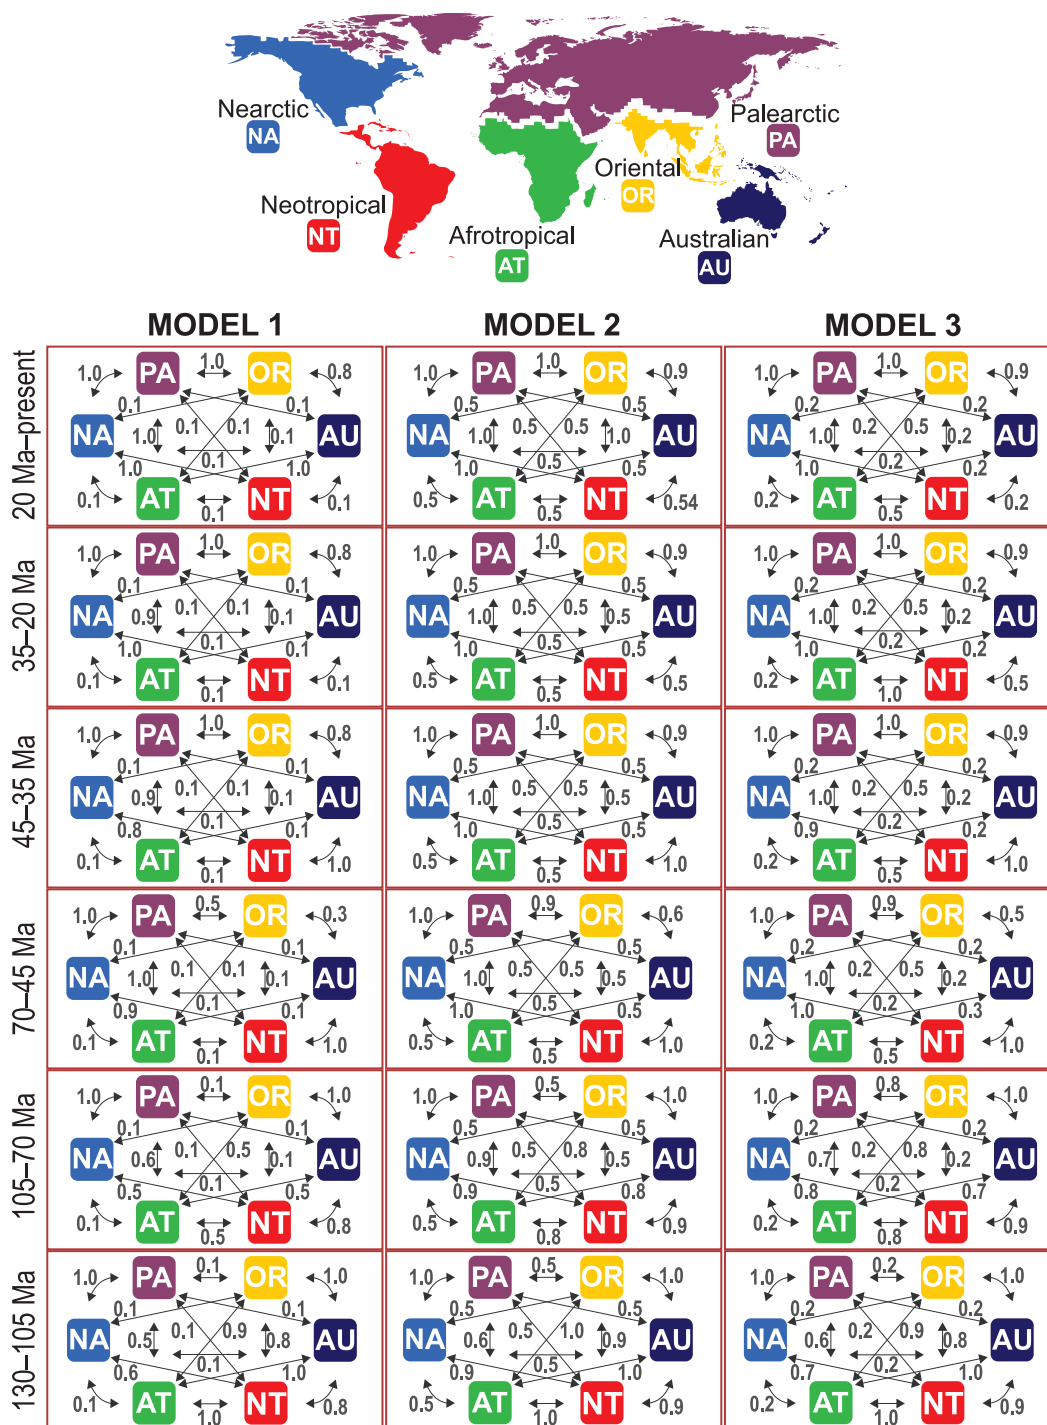 Nearctic
NA
Palearctic
PA
Oriental
OR
Neotropical
NT
Afrotropical
AT
Australian
AU
MODEL 1 MODEL 2 MODEL 3
20 Ma–present
1.0 PA 1.0 OR 0.8
0.1 0.1
NA 1.0 0.1 0.1 0.1 AU
0.1
1.0 1.0
0.1 AT 0.1 NT 0.1
1.0 PA 1.0 OR 0.9
0.5 0.5
NA 1.0 0.5 0.5 1.0 AU
0.5
1.0 0.5
0.5 AT 0.5 NT 0.54
1.0 PA 1.0 OR 0.9
0.2 0.2
NA 1.0 0.2 0.5 0.2 AU
0.2
1.0 0.2
0.2 AT 0.5 NT 0.2
35–20 Ma
1.0 PA 1.0 OR 0.8
0.1 0.1
NA 0.9 0.1 0.1 0.1 AU
0.1
1.0 0.1
0.1 AT 0.1 NT 0.1
1.0 PA 1.0 OR 0.9
0.5 0.5
NA 1.0 0.5 0.5 0.5 AU
0.5
1.0 0.5
0.5 AT 0.5 NT 0.5
1.0 PA 1.0 OR 0.9
0.2 0.2
NA 1.0 0.2 0.5 0.2 AU
0.2
1.0 0.2
0.2 AT 1.0 NT 0.5
45–35 Ma
1.0 PA 1.0 OR 0.8
0.1 0.1
NA 0.9 0.1 0.1 0.1 AU
0.1
0.8 0.1
0.1 AT 0.1 NT 1.0
1.0 PA 1.0 OR 0.9
0.5 0.5
NA 1.0 0.5 0.5 0.5 AU
0.5
1.0 0.5
0.5 AT 0.5 NT 1.0
1.0 PA 1.0 OR 0.9
0.2 0.2
NA 1.0 0.2 0.5 0.2 AU
0.2
0.9 0.2
0.2 AT 0.5 NT 1.0
70–45 Ma
1.0 PA 0.5 OR 0.3
0.1 0.1
NA 1.0 0.1 0.1 0.1 AU
0.1
0.9 0.1
0.1 AT 0.1 NT 1.0
1.0 PA 0.9 OR 0.6
0.5 0.5
NA 1.0 0.5 0.5 0.5 AU
0.5
1.0 0.5
0.5 AT 0.5 NT 1.0
1.0 PA 0.9 OR 0.5
0.2 0.2
NA 1.0 0.2 0.5 0.2 AU
0.2
1.0 0.3
0.2 AT 0.5 NT 1.0
105–70 Ma
1.0 PA 0.1 OR 1.0
0.1 0.1
NA 0.6 0.1 0.5 0.1 AU
0.1
0.5 0.5
0.1 AT 0.5 NT 0.8
1.0 PA 0.5 OR 1.0
0.5 0.5
NA 0.9 0.5 0.8 0.5 AU
0.5
0.9 0.8
0.5 AT 0.8 NT 0.9
1.0 PA 0.8 OR 1.0
0.2 0.2
NA 0.7 0.2 0.8 0.2 AU
0.2
0.8 0.7
0.2 AT 0.8 NT 0.9
130–105 Ma
1.0 PA 0.1 OR 1.0
0.1 0.1
NA 0.5 0.1 0.9 0.8 AU
0.1
0.6 1.0
0.1 AT 1.0 NT 0.8
1.0 PA 0.5 OR 1.0
0.5 0.5
NA 0.6 0.5 1.0 0.9 AU
0.5
0.9 1.0
0.5 AT 1.0 NT 0.9
1.0 PA 0.2 OR 1.0
0.2 0.2
NA 0.6 0.2 0.9 0.8 AU
0.2
0.7 1.0
0.2 AT 1.0 NT 0.9